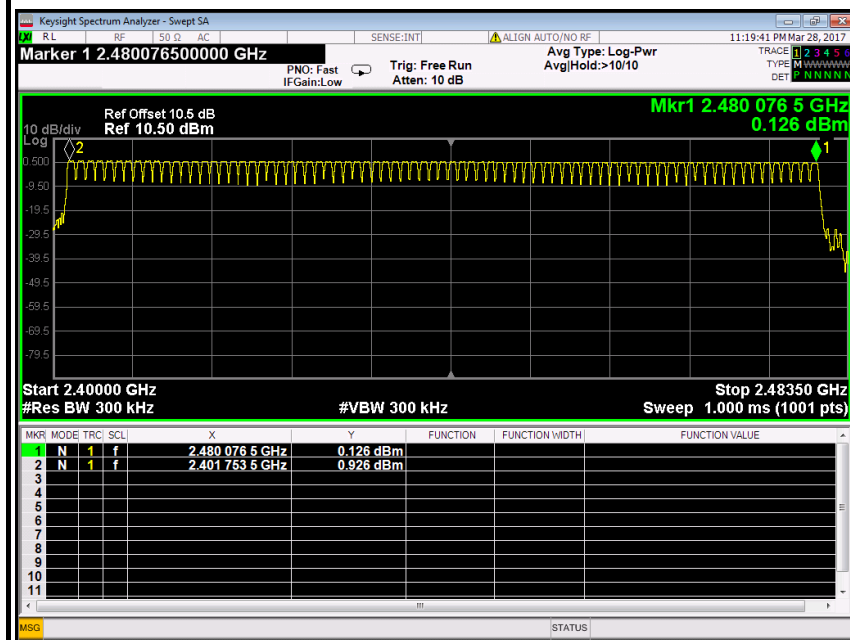 Keysight Spectrum Analyzer - Swept SA
LXI RL RF 50 Ω AC SENSE:INT ALIGN AUTO/NO RF 11:19:41 PM Mar 28, 2017
Marker 1 2.480076500000 GHz
PNO: Fast
IFGain:Low
Trig: Free Run
Atten: 10 dB
Avg Type: Log-Pwr
Avg|Hold:>10/10
TRACE 1 2 3 4 5 6
TYPE M WWWWW
DET P N N N N N
Mkr1 2.480 076 5 GHz
0.126 dBm
Ref Offset 10.5 dB
10 dB/div Ref 10.50 dBm
Log
2
1
0.500
-9.50
-19.5
-29.5
-39.5
-49.5
-59.5
-69.5
-79.5
Start 2.40000 GHz Stop 2.48350 GHz
#Res BW 300 kHz #VBW 300 kHz Sweep 1.000 ms (1001 pts)
MKR MODE TRC SCL X Y FUNCTION FUNCTION WIDTH FUNCTION VALUE
1 N 1 f 2.480 076 5 GHz 0.126 dBm
2 N 1 f 2.401 753 5 GHz 0.926 dBm
3
4
5
6
7
8
9
10
11
MSG STATUS